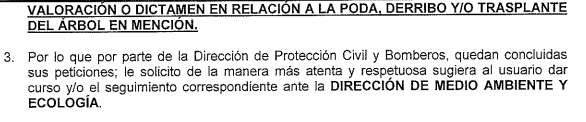 VALORACIÓN O DICTAMEN EN RELACIÓN A LA PODA, DERRIBO Y/O TRASPLANTE
DEL ÁRBOL EN MENCIÓN.
3. Por lo que por parte de la Dirección de Protección Civil y Bomberos, quedan concluidas
sus peticiones; le solicito de la manera más atenta y respetuosa sugiera al usuario dar
curso y/o el seguimiento correspondiente ante la DIRECCIÓN DE MEDIO AMBIENTE Y
ECOLOGÍA.